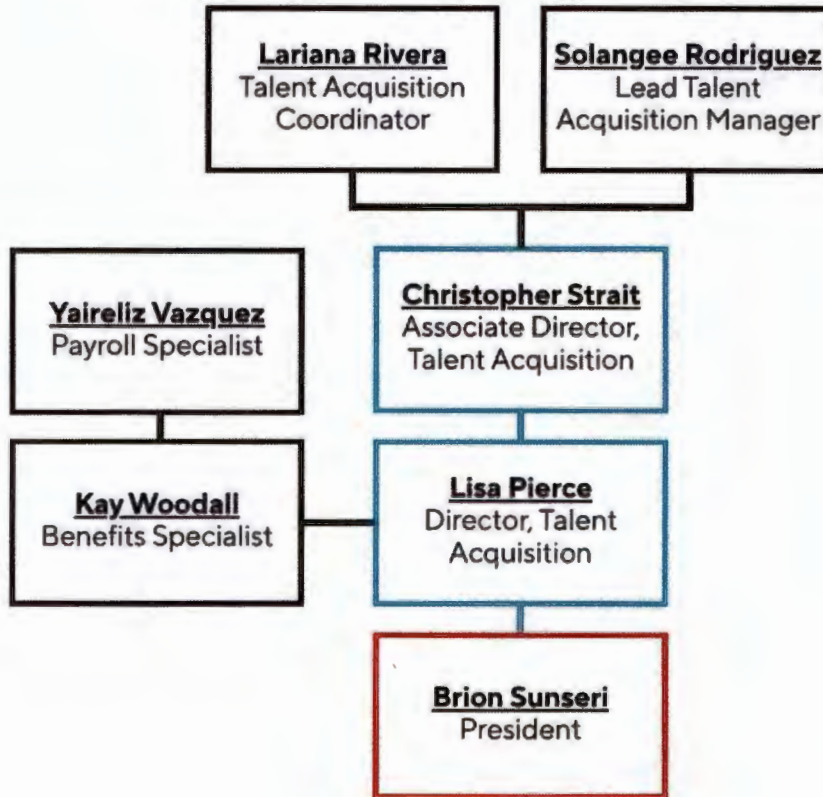 Lariana Rivera
Talent Acquisition
Coordinator
Solangee Rodriguez
Lead Talent
Acquisition Manager
Yaireliz Vazquez
Payroll Specialist
Christopher Strait
Associate Director,
Talent Acquisition
Kay Woodall
Benefits Specialist
Lisa Pierce
Director, Talent
Acquisition
Brion Sunseri
President